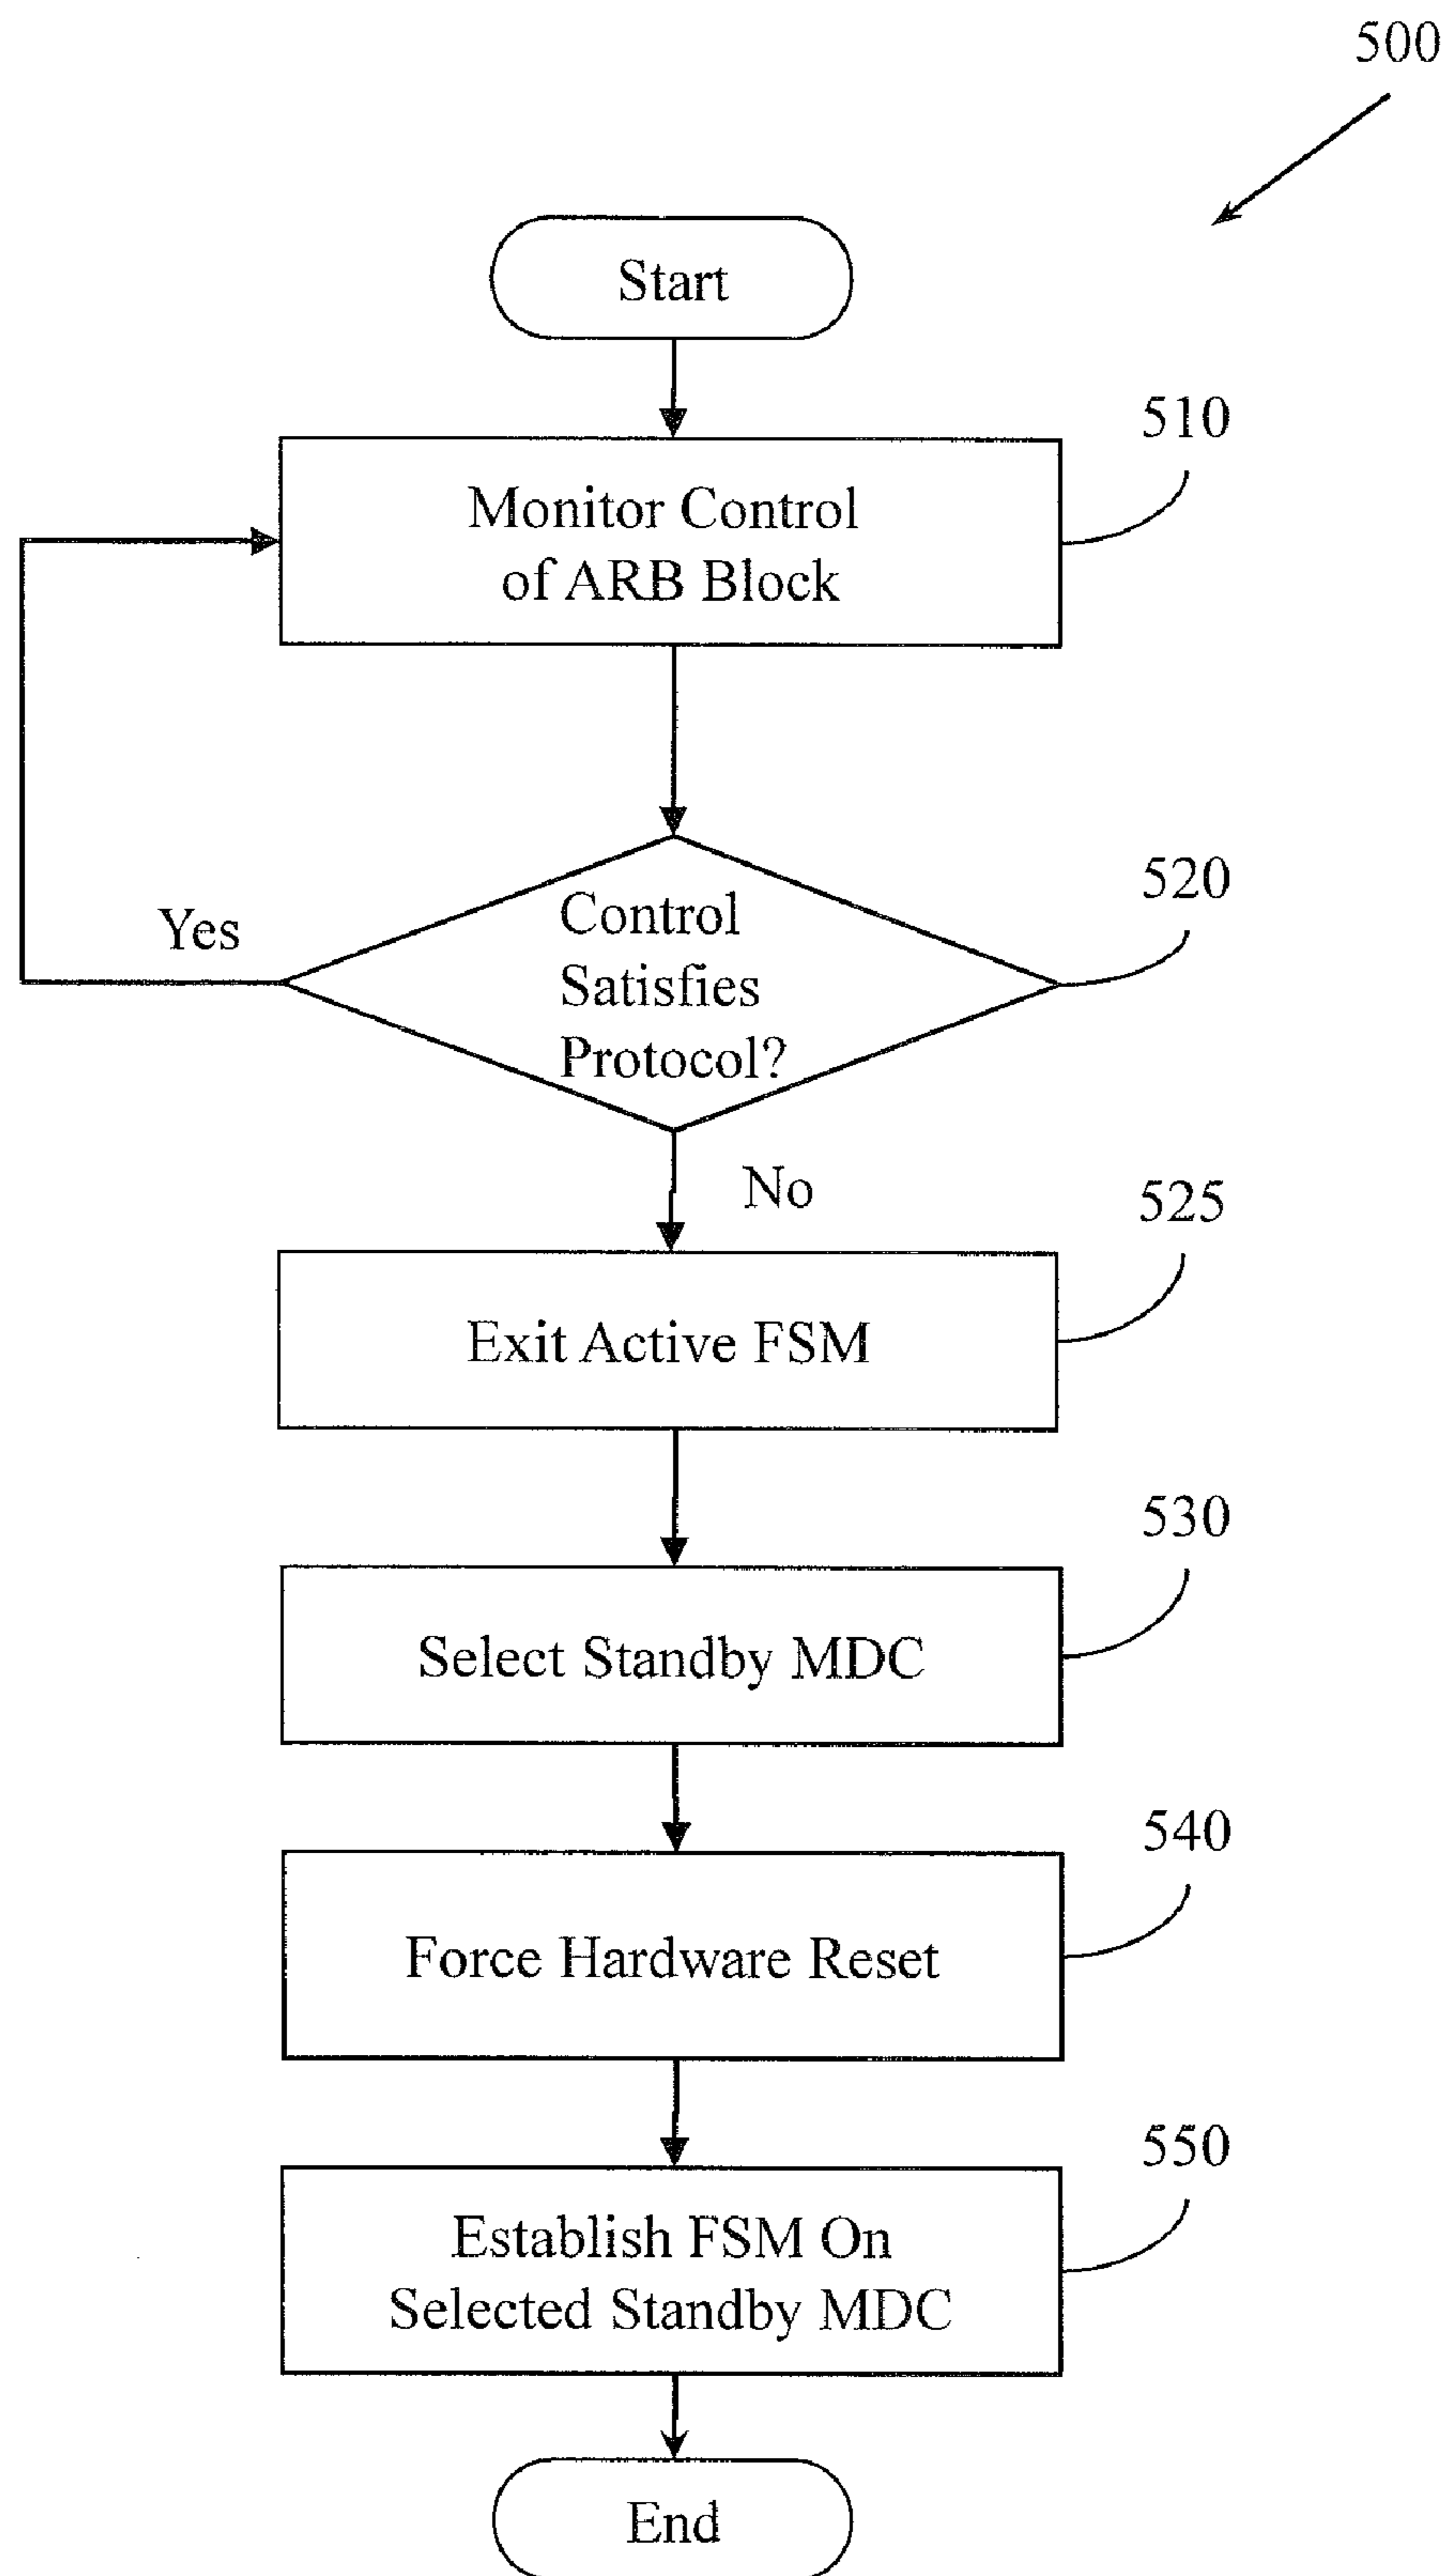 500
Start
510
Monitor Control
of ARB Block
520
Control
Satisfies
Protocol?
Yes
No
525
Exit Active FSM
530
Select Standby MDC
540
Force Hardware Reset
550
Establish FSM On
Selected Standby MDC
End